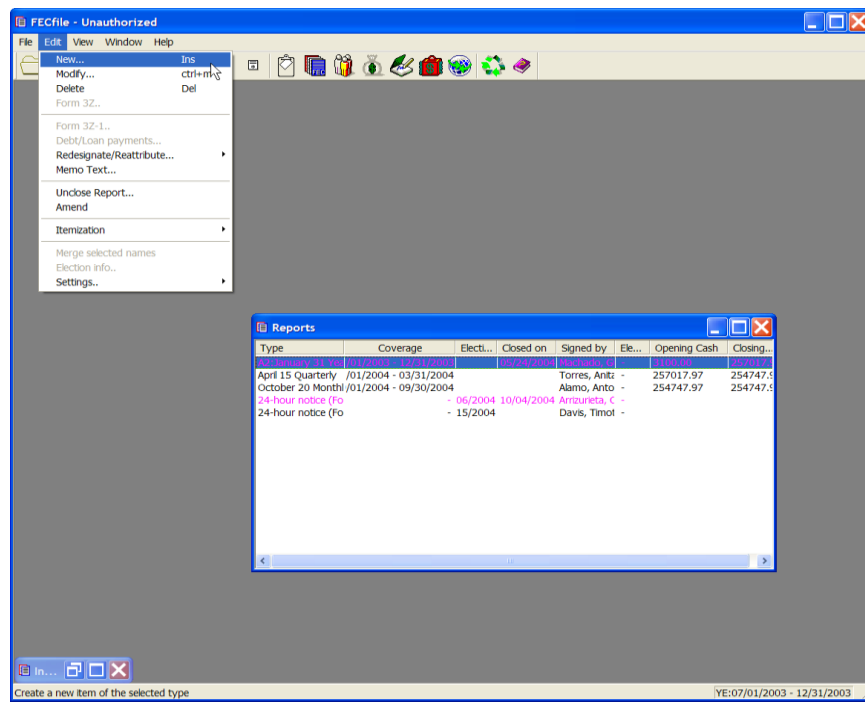 FECfile - Unauthorized
File Edit View Window Help
New... Ins
Modify... ctrl+m
Delete Del
Form 3Z..
Form 3Z-1..
Debt/Loan payments...
Redesignate/Reattribute...
Memo Text...
Unclose Report...
Amend
Itemization
Merge selected names
Election info..
Settings..
Reports
Type Coverage Electi... Closed on Signed by Ele... Opening Cash Closing...
April 15 Quarterly /01/2004 - 03/31/2004 Torres, Anita - 257017.97 254747.9
October 20 Monthl /01/2004 - 09/30/2004 Alamo, Anto - 254747.97 254747.9
24-hour notice (Fo - 06/2004 10/04/2004 Arrizurieta, C -
24-hour notice (Fo - 15/2004 Davis, Timot -
In...
Create a new item of the selected type YE:07/01/2003 - 12/31/2003